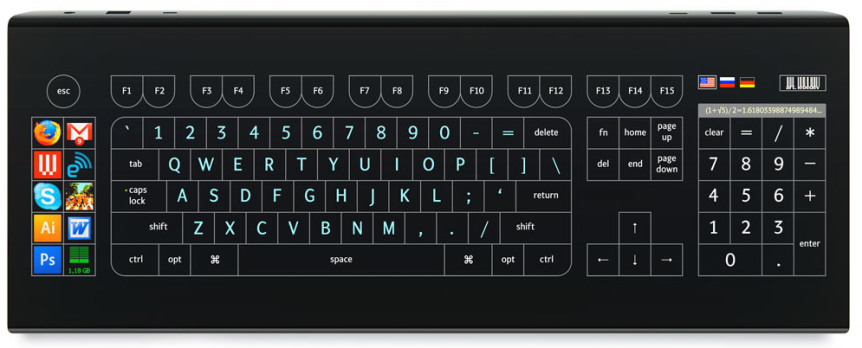 esc F1 F2 F3 F4 F5 F6 F7 F8 F9 F10 F11 F12 F13 F14 F15
(1+√5)/2=1.61803398874989484...
9 ` 1 2 3 4 5 6 7 8 9 0 - = delete fn home page up clear = / *
tab Q W E R T Y U I O P [ ] \ del end page down 7 8 9 −
S caps lock A S D F G H J K L ; ‘ return 4 5 6 +
Ai W shift Z X C V B N M , . / shift ↑ 1 2 3 enter
Ps 1,18 GB ctrl opt ⌘ space ⌘ opt ctrl ← ↓ → 0 .